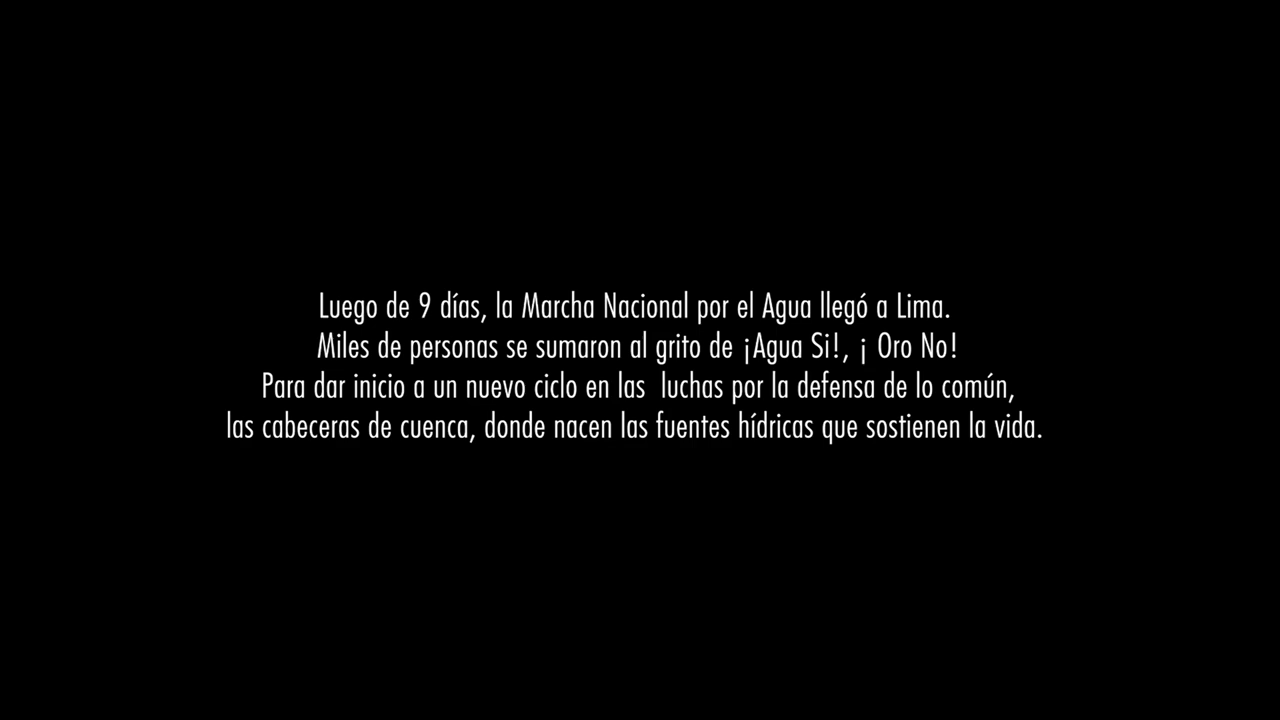 Luego de 9 días, la Marcha Nacional por el Agua llegó a Lima.
Miles de personas se sumaron al grito de ¡Agua Si!, ¡ Oro No!
Para dar inicio a un nuevo ciclo en las  luchas por la defensa de lo común,
las cabeceras de cuenca, donde nacen las fuentes hídricas que sostienen la vida.